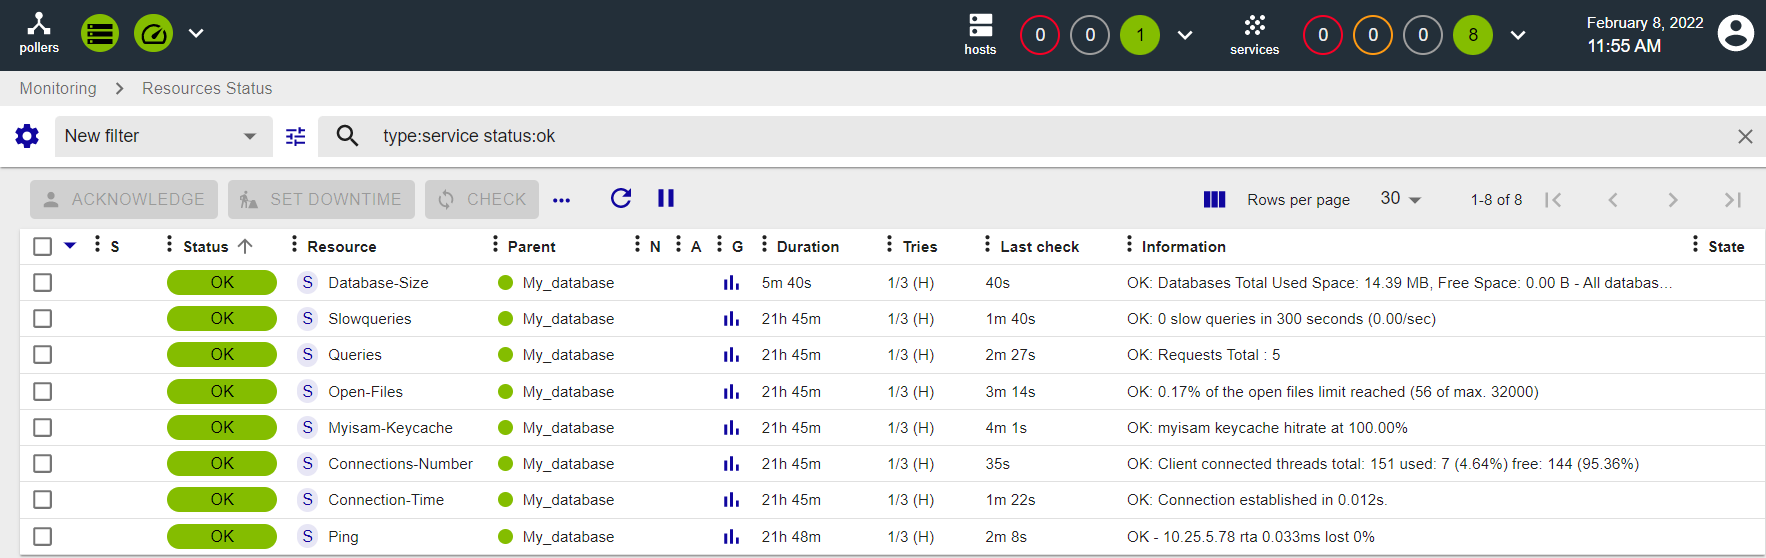 pollers
hosts 0 0 1
services 0 0 0 8
February 8, 2022
11:55 AM
Monitoring Resources Status
New filter type:service status:ok
ACKNOWLEDGE SET DOWNTIME CHECK Rows per page 30 1-8 of 8
S Status Resource Parent N A G Duration Tries Last check Information State
OK S Database-Size My_database 5m 40s 1/3 (H) 40s OK: Databases Total Used Space: 14.39 MB, Free Space: 0.00 B - All databas...
OK S Slowqueries My_database 21h 45m 1/3 (H) 1m 40s OK: 0 slow queries in 300 seconds (0.00/sec)
OK S Queries My_database 21h 45m 1/3 (H) 2m 27s OK: Requests Total : 5
OK S Open-Files My_database 21h 45m 1/3 (H) 3m 14s OK: 0.17% of the open files limit reached (56 of max. 32000)
OK S Myisam-Keycache My_database 21h 45m 1/3 (H) 4m 1s OK: myisam keycache hitrate at 100.00%
OK S Connections-Number My_database 21h 45m 1/3 (H) 35s OK: Client connected threads total: 151 used: 7 (4.64%) free: 144 (95.36%)
OK S Connection-Time My_database 21h 45m 1/3 (H) 1m 22s OK: Connection established in 0.012s.
OK S Ping My_database 21h 48m 1/3 (H) 2m 8s OK - 10.25.5.78 rta 0.033ms lost 0%